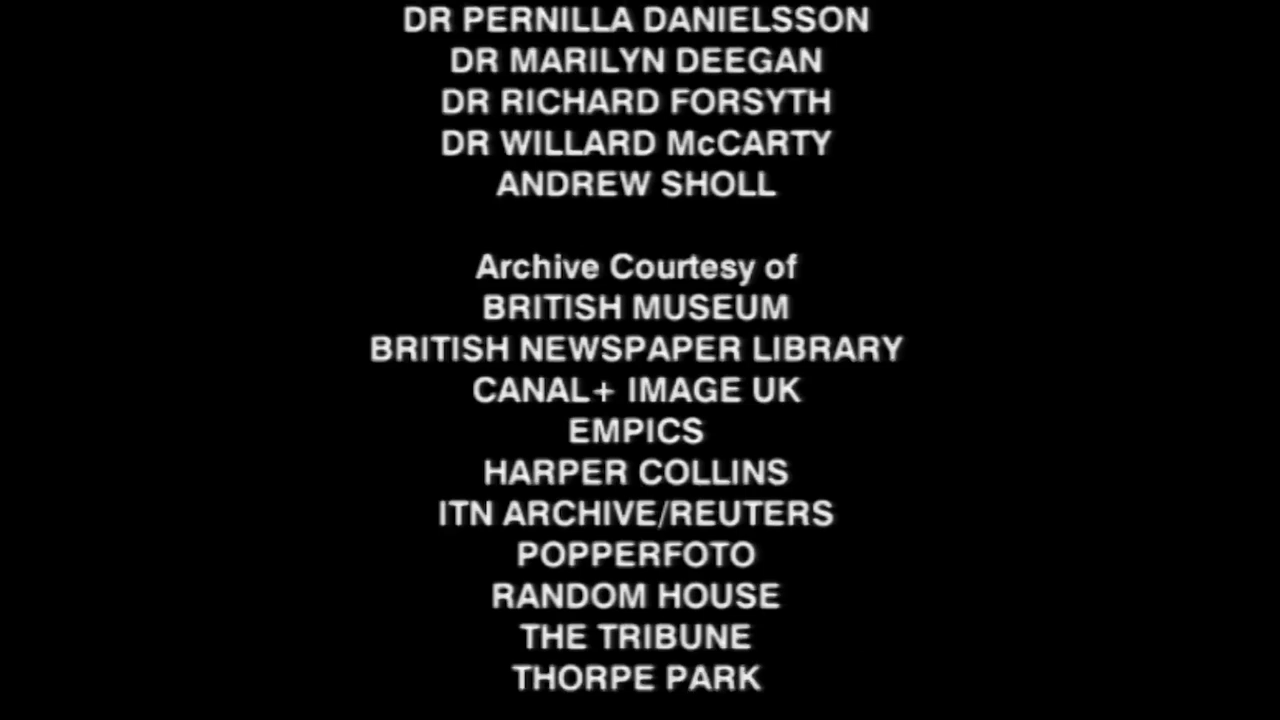 DR PERNILLA DANIELSSON
DR MARILYN DEEGAN
DR RICHARD FORSYTH
DR WILLARD McCARTY
ANDREW SHOLL
Archive Courtesy of
BRITISH MUSEUM
BRITISH NEWSPAPER LIBRARY
CANAL+ IMAGE UK
EMPICS
HARPER COLLINS
ITN ARCHIVE/REUTERS
POPPERFOTO
RANDOM HOUSE
THE TRIBUNE
THORPE PARK